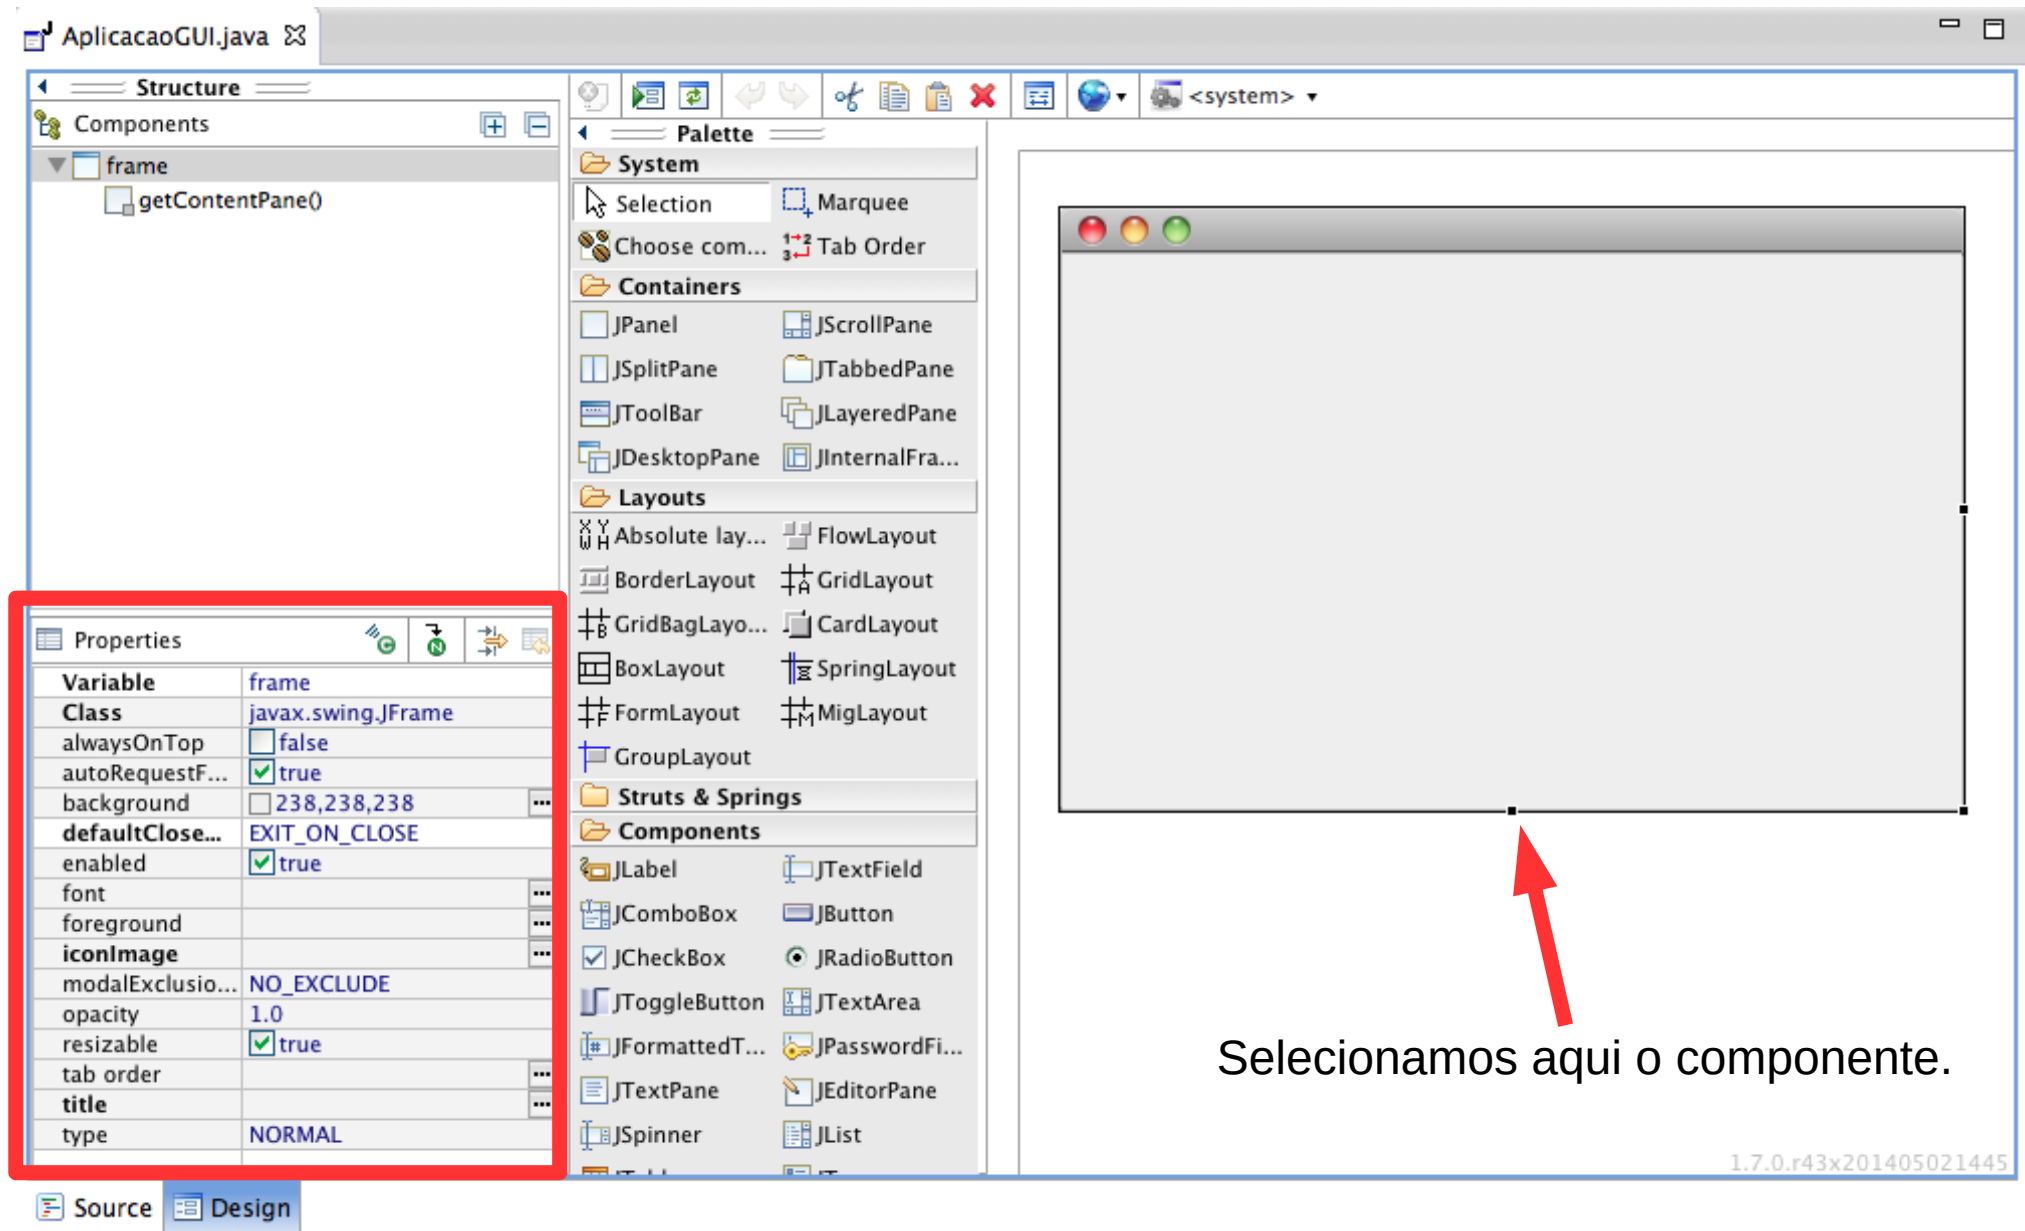 AplicacaoGUI.java
Structure
Components
frame
getContentPane()
Properties
Variable frame
Class javax.swing.JFrame
alwaysOnTop false
autoRequestF... true
background 238,238,238
defaultClose... EXIT_ON_CLOSE
enabled true
font
foreground
iconImage
modalExclusio... NO_EXCLUDE
opacity 1.0
resizable true
tab order
title
type NORMAL
Source Design
<system>
Palette
System
Selection Marquee
Choose com... Tab Order
Containers
JPanel JScrollPane
JSplitPane JTabbedPane
JToolBar JLayeredPane
JDesktopPane JInternalFra...
Layouts
Absolute lay... FlowLayout
BorderLayout GridLayout
GridBagLayo... CardLayout
BoxLayout SpringLayout
FormLayout MigLayout
GroupLayout
Struts & Springs
Components
JLabel JTextField
JComboBox JButton
JCheckBox JRadioButton
JToggleButton JTextArea
JFormattedT... JPasswordFi...
JTextPane JEditorPane
JSpinner JList
Selecionamos aqui o componente.
1.7.0.r43x201405021445